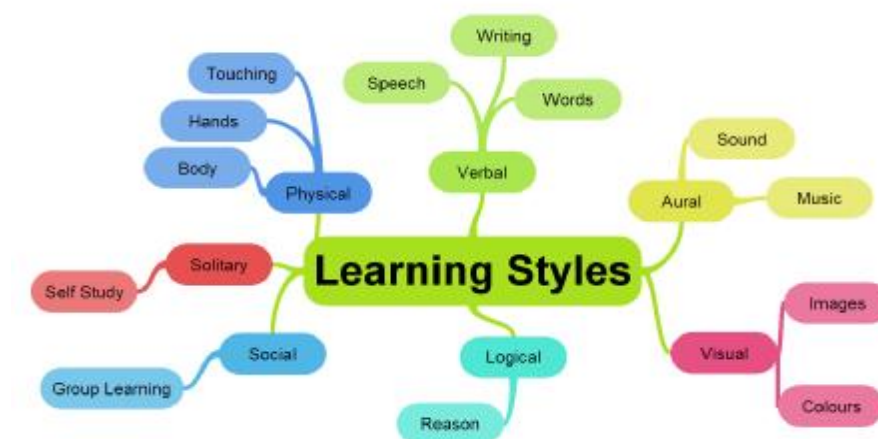 Writing
Touching
Speech
Words
Hands
Sound
Body
Verbal
Physical
Aural
Music
Solitary
Learning Styles
Self Study
Images
Social
Logical
Visual
Group Learning
Colours
Reason